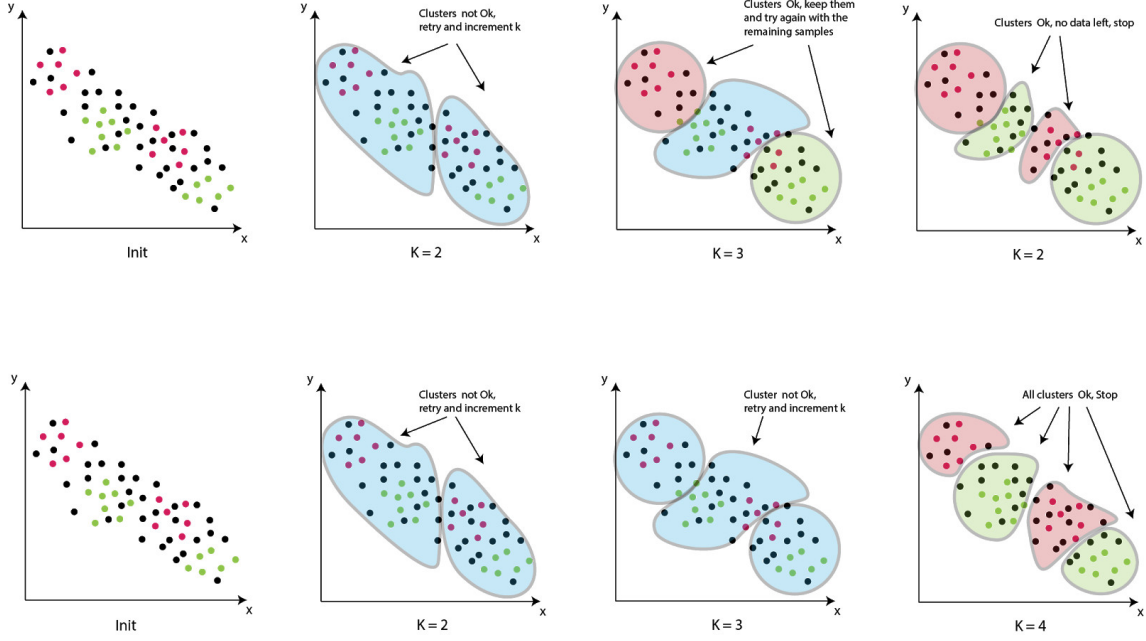 y
x
Init
Clusters not Ok,
retry and increment k
y
x
K = 2
Clusters Ok, keep them
and try again with the
remaining samples
y
x
K = 3
Clusters Ok, no data left, stop
y
x
K = 2
y
x
Init
Clusters not Ok,
retry and increment k
y
x
K = 2
Cluster not Ok,
retry and increment k
y
x
K = 3
All clusters Ok, Stop
y
x
K = 4